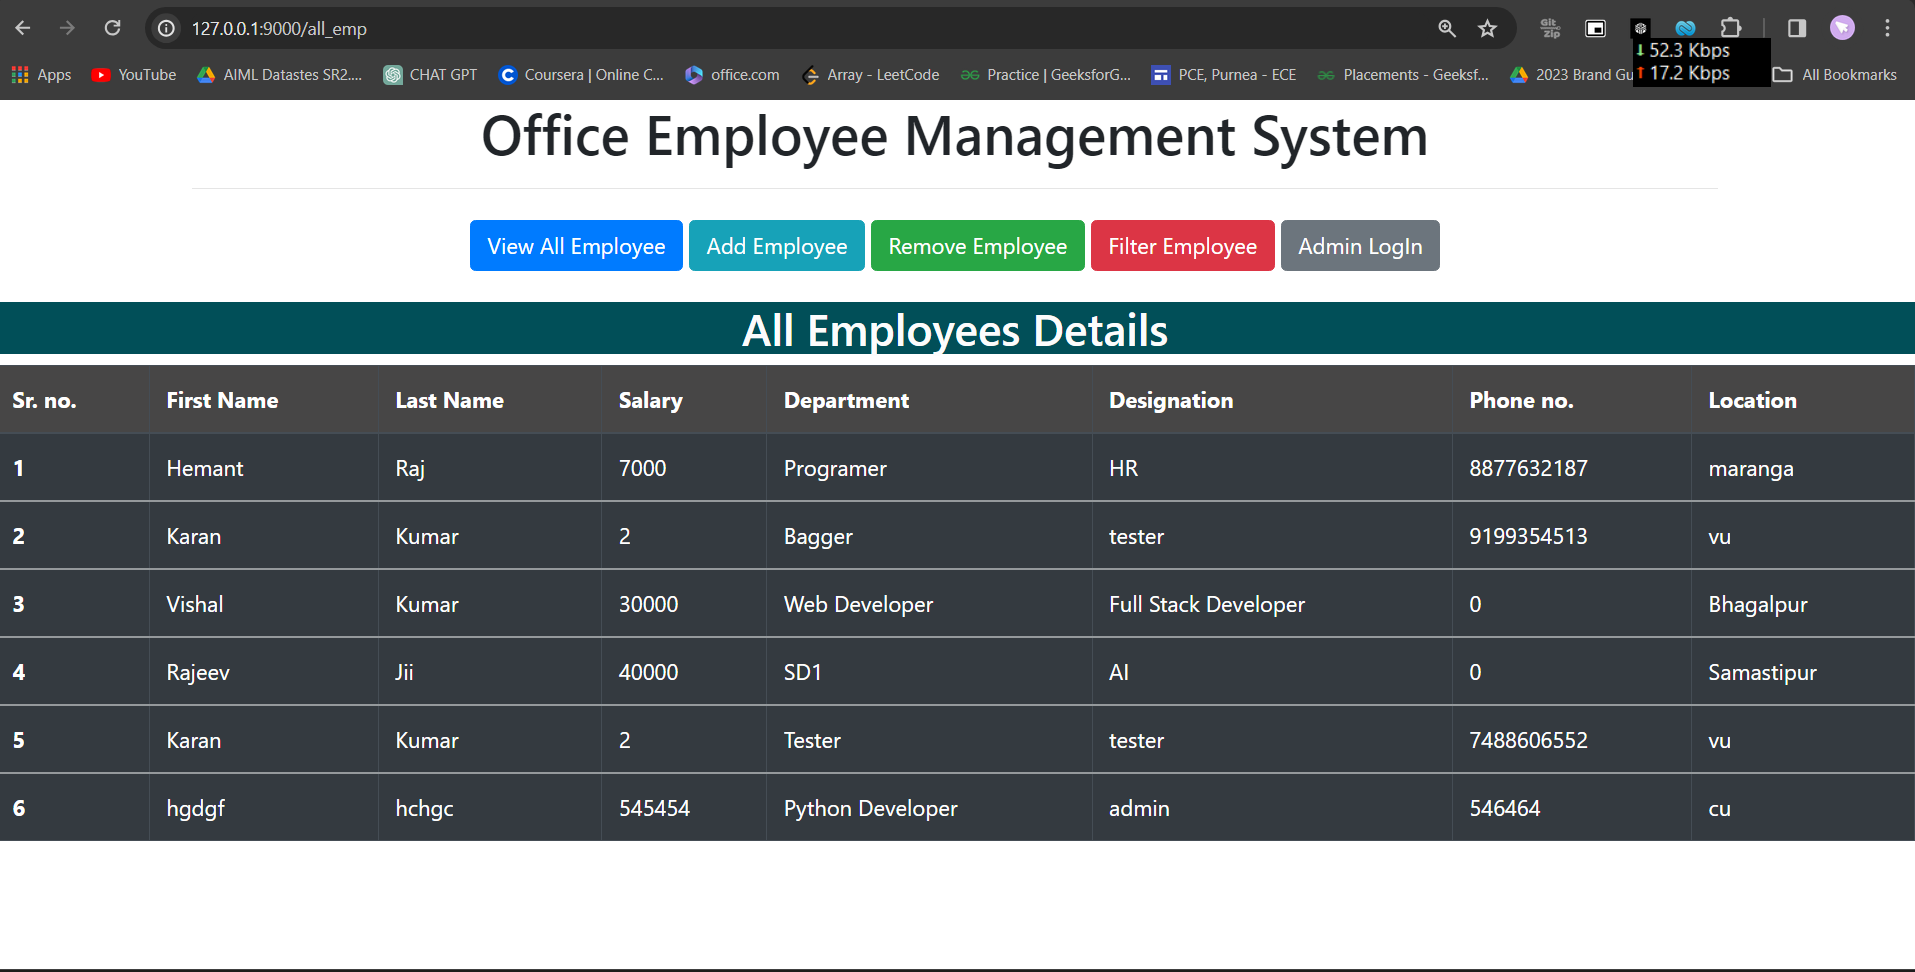 127.0.0.1:9000/all_emp
Git Zip
52.3 Kbps
17.2 Kbps
Apps YouTube AIML Datastes SR2.... CHAT GPT Coursera | Online C... office.com Array - LeetCode Practice | GeeksforG... PCE, Purnea - ECE Placements - Geeksf... 2023 Brand Gu All Bookmarks
Office Employee Management System
View All Employee Add Employee Remove Employee Filter Employee Admin LogIn
All Employees Details
Sr. no. First Name Last Name Salary Department Designation Phone no. Location
1 Hemant Raj 7000 Programer HR 8877632187 maranga
2 Karan Kumar 2 Bagger tester 9199354513 vu
3 Vishal Kumar 30000 Web Developer Full Stack Developer 0 Bhagalpur
4 Rajeev Jii 40000 SD1 AI 0 Samastipur
5 Karan Kumar 2 Tester tester 7488606552 vu
6 hgdgf hchgc 545454 Python Developer admin 546464 cu